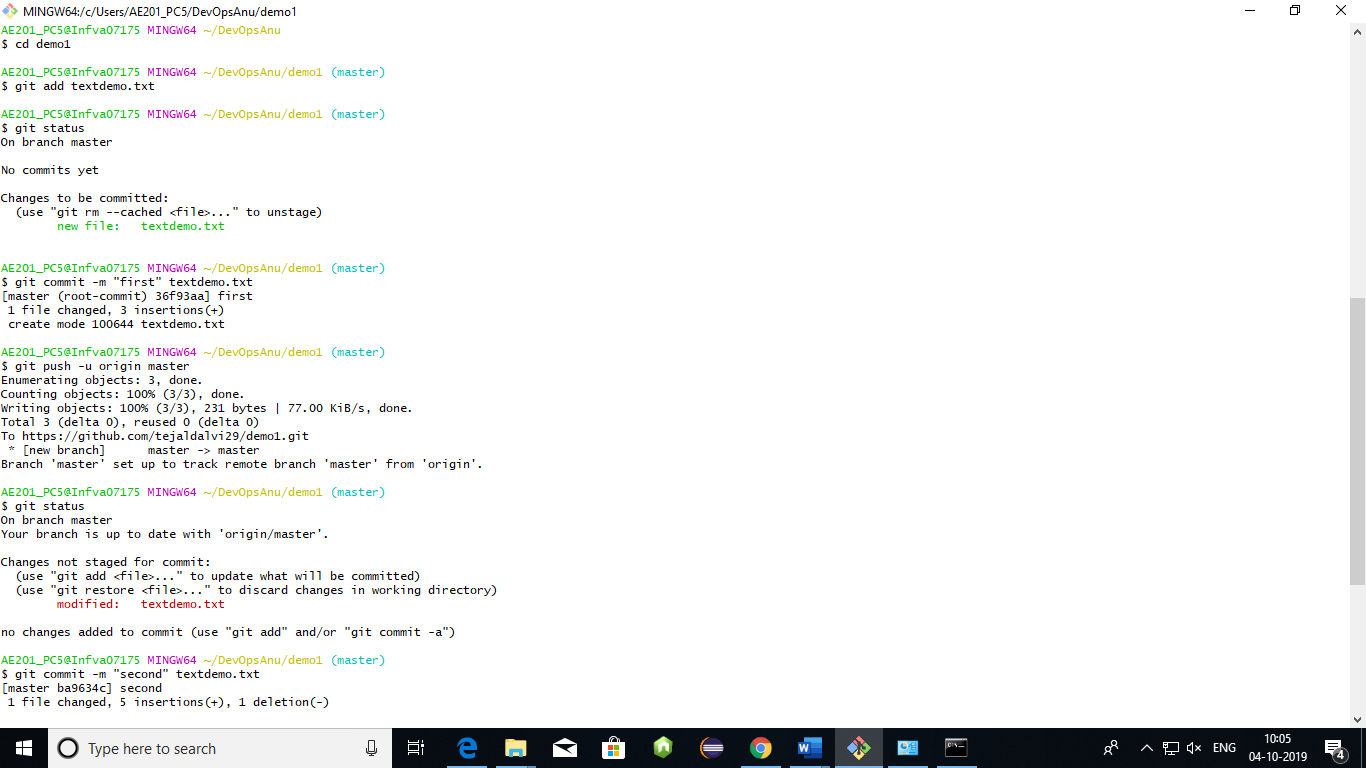 MINGW64:/c/Users/AE201_PC5/DevOpsAnu/demo1
AE201_PC5@Infva07175 MINGW64 ~/DevOpsAnu
$ cd demo1
AE201_PC5@Infva07175 MINGW64 ~/DevOpsAnu/demo1 (master)
$ git add textdemo.txt
AE201_PC5@Infva07175 MINGW64 ~/DevOpsAnu/demo1 (master)
$ git status
On branch master
No commits yet
Changes to be committed:
  (use "git rm --cached <file>..." to unstage)
        new file:   textdemo.txt
AE201_PC5@Infva07175 MINGW64 ~/DevOpsAnu/demo1 (master)
$ git commit -m "first" textdemo.txt
[master (root-commit) 36f93aa] first
 1 file changed, 3 insertions(+)
 create mode 100644 textdemo.txt
AE201_PC5@Infva07175 MINGW64 ~/DevOpsAnu/demo1 (master)
$ git push -u origin master
Enumerating objects: 3, done.
Counting objects: 100% (3/3), done.
Writing objects: 100% (3/3), 231 bytes | 77.00 KiB/s, done.
Total 3 (delta 0), reused 0 (delta 0)
To https://github.com/tejaldalvi29/demo1.git
 * [new branch]      master -> master
Branch 'master' set up to track remote branch 'master' from 'origin'.
AE201_PC5@Infva07175 MINGW64 ~/DevOpsAnu/demo1 (master)
$ git status
On branch master
Your branch is up to date with 'origin/master'.
Changes not staged for commit:
  (use "git add <file>..." to update what will be committed)
  (use "git restore <file>..." to discard changes in working directory)
        modified:   textdemo.txt
no changes added to commit (use "git add" and/or "git commit -a")
AE201_PC5@Infva07175 MINGW64 ~/DevOpsAnu/demo1 (master)
$ git commit -m "second" textdemo.txt
[master ba9634c] second
 1 file changed, 5 insertions(+), 1 deletion(-)
Type here to search
ENG
10:05
04-10-2019
4